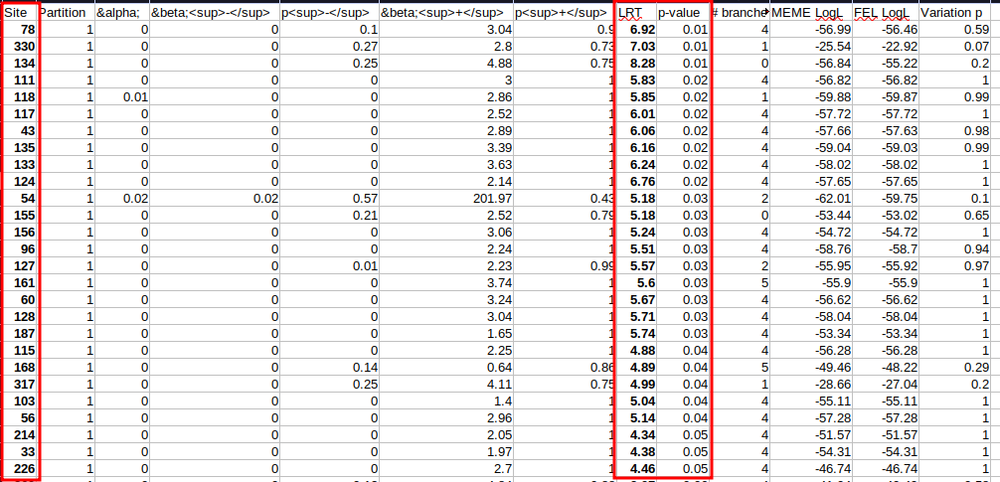 Site Partition &alpha; &beta;<sup>-</sup> p<sup>-</sup> &beta;<sup>+</sup> p<sup>+</sup> LRT p-value # branche MEME LogL FEL LogL Variation p
78 1 0 0 0.1 3.04 0.9 6.92 0.01 4 -56.99 -56.46 0.59
330 1 0 0 0.27 2.8 0.73 7.03 0.01 1 -25.54 -22.92 0.07
134 1 0 0 0.25 4.88 0.75 8.28 0.01 0 -56.84 -55.22 0.2
111 1 0 0 0 3 1 5.83 0.02 4 -56.82 -56.82 1
118 1 0.01 0 0 2.86 1 5.85 0.02 1 -59.88 -59.87 0.99
117 1 0 0 0 2.52 1 6.01 0.02 4 -57.72 -57.72 1
43 1 0 0 0 2.89 1 6.06 0.02 4 -57.66 -57.63 0.98
135 1 0 0 0 3.39 1 6.16 0.02 4 -59.04 -59.03 0.99
133 1 0 0 0 3.63 1 6.24 0.02 4 -58.02 -58.02 1
124 1 0 0 0 2.14 1 6.76 0.02 4 -57.65 -57.65 1
54 1 0.02 0.02 0.57 201.97 0.43 5.18 0.03 2 -62.01 -59.75 0.1
155 1 0 0 0.21 2.52 0.79 5.18 0.03 0 -53.44 -53.02 0.65
156 1 0 0 0 3.06 1 5.24 0.03 4 -54.72 -54.72 1
96 1 0 0 0 2.24 1 5.51 0.03 4 -58.76 -58.7 0.94
127 1 0 0 0.01 2.23 0.99 5.57 0.03 2 -55.95 -55.92 0.97
161 1 0 0 0 3.74 1 5.6 0.03 5 -55.9 -55.9 1
60 1 0 0 0 3.24 1 5.67 0.03 4 -56.62 -56.62 1
128 1 0 0 0 3.04 1 5.71 0.03 4 -58.04 -58.04 1
187 1 0 0 0 1.65 1 5.74 0.03 4 -53.34 -53.34 1
115 1 0 0 0 2.25 1 4.88 0.04 4 -56.28 -56.28 1
168 1 0 0 0.14 0.64 0.86 4.89 0.04 5 -49.46 -48.22 0.29
317 1 0 0 0.25 4.11 0.75 4.99 0.04 1 -28.66 -27.04 0.2
103 1 0 0 0 1.4 1 5.04 0.04 4 -55.11 -55.11 1
56 1 0 0 0 2.96 1 5.14 0.04 4 -57.28 -57.28 1
214 1 0 0 0 2.05 1 4.34 0.05 4 -51.57 -51.57 1
33 1 0 0 0 1.97 1 4.38 0.05 4 -54.31 -54.31 1
226 1 0 0 0 2.7 1 4.46 0.05 4 -46.74 -46.74 1